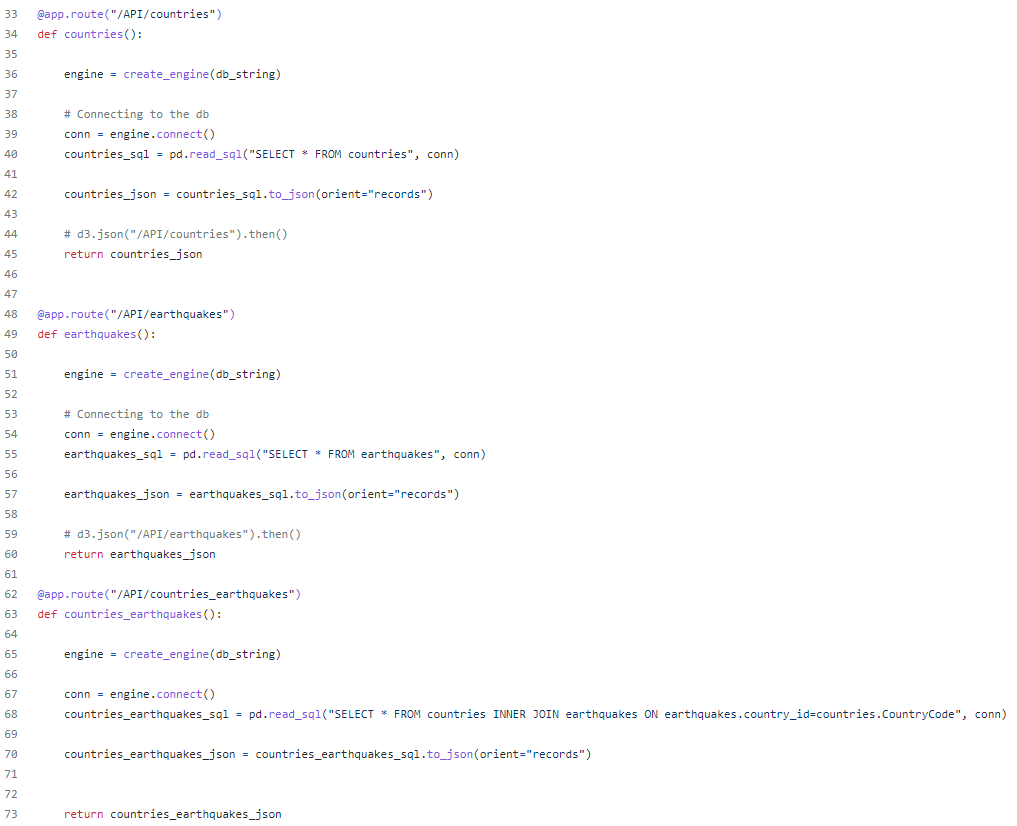 33 @app.route("/API/countries")
34 def countries():
35
36 engine = create_engine(db_string)
37
38 # Connecting to the db
39 conn = engine.connect()
40 countries_sql = pd.read_sql("SELECT * FROM countries", conn)
41
42 countries_json = countries_sql.to_json(orient="records")
43
44 # d3.json("/API/countries").then()
45 return countries_json
46
47
48 @app.route("/API/earthquakes")
49 def earthquakes():
50
51 engine = create_engine(db_string)
52
53 # Connecting to the db
54 conn = engine.connect()
55 earthquakes_sql = pd.read_sql("SELECT * FROM earthquakes", conn)
56
57 earthquakes_json = earthquakes_sql.to_json(orient="records")
58
59 # d3.json("/API/earthquakes").then()
60 return earthquakes_json
61
62 @app.route("/API/countries_earthquakes")
63 def countries_earthquakes():
64
65 engine = create_engine(db_string)
66
67 conn = engine.connect()
68 countries_earthquakes_sql = pd.read_sql("SELECT * FROM countries INNER JOIN earthquakes ON earthquakes.country_id=countries.CountryCode", conn)
69
70 countries_earthquakes_json = countries_earthquakes_sql.to_json(orient="records")
71
72
73 return countries_earthquakes_json